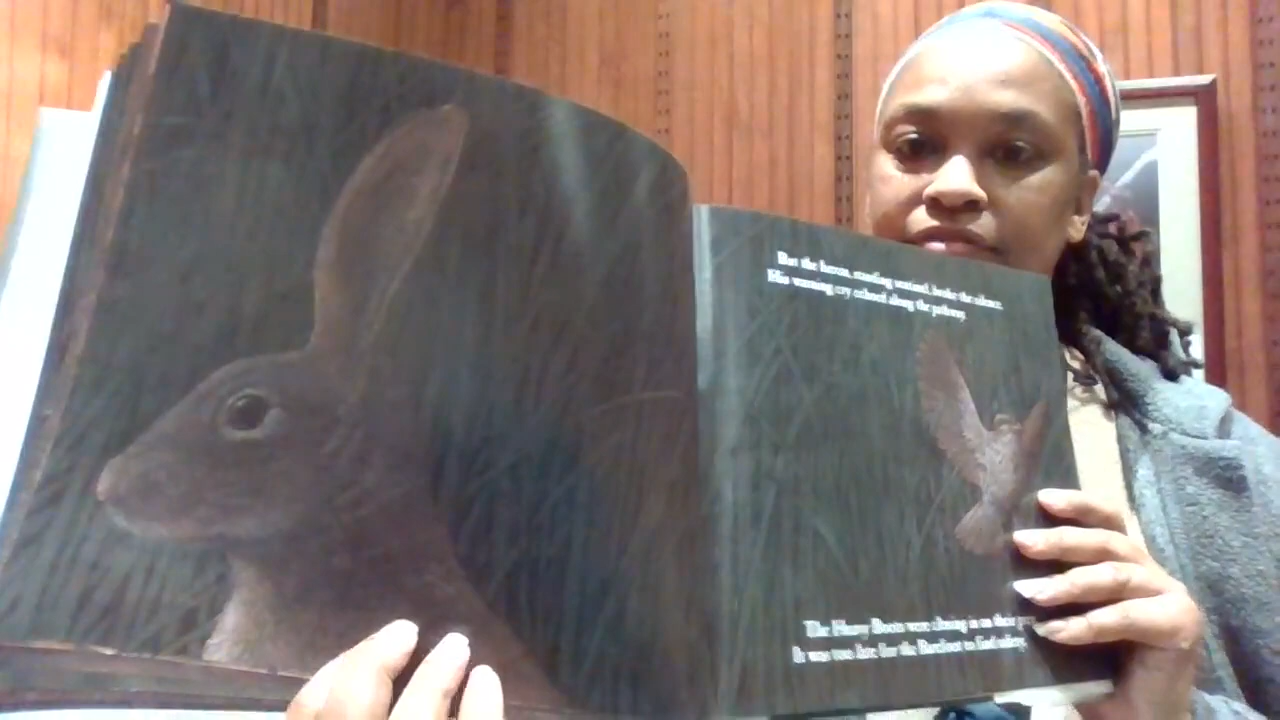 But the heron, standing sentinel, broke the silence.
His warning cry echoed along the pathway.
The Heavy Boots were closing in on their
It was too late for the Barefoot to find safety.